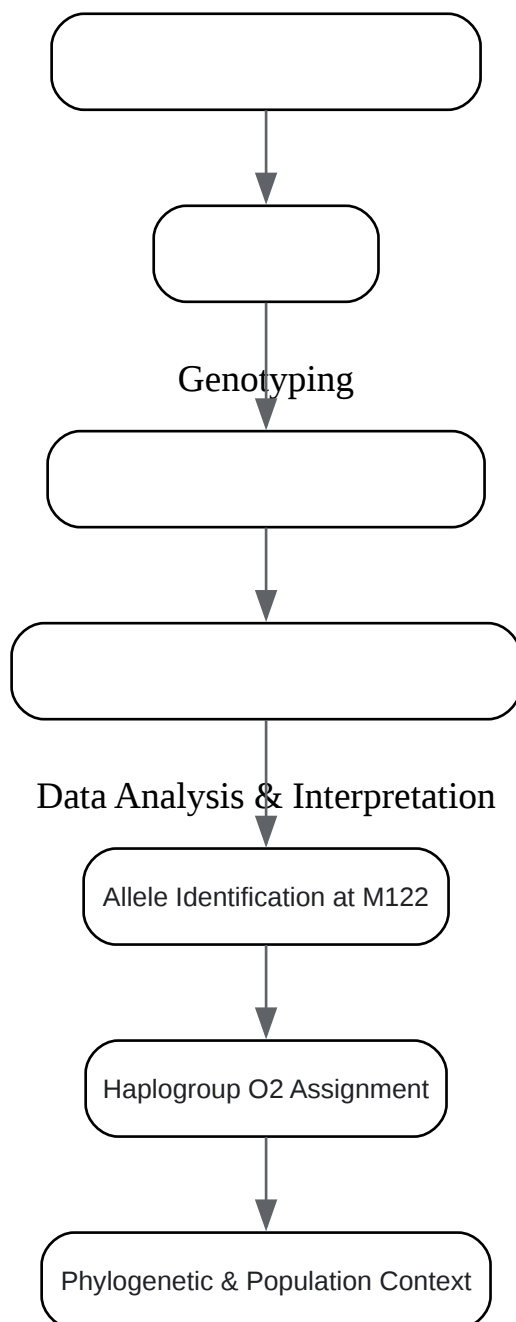 Genotyping
Data Analysis & Interpretation
Allele Identification at M122
Haplogroup O2 Assignment
Phylogenetic & Population Context